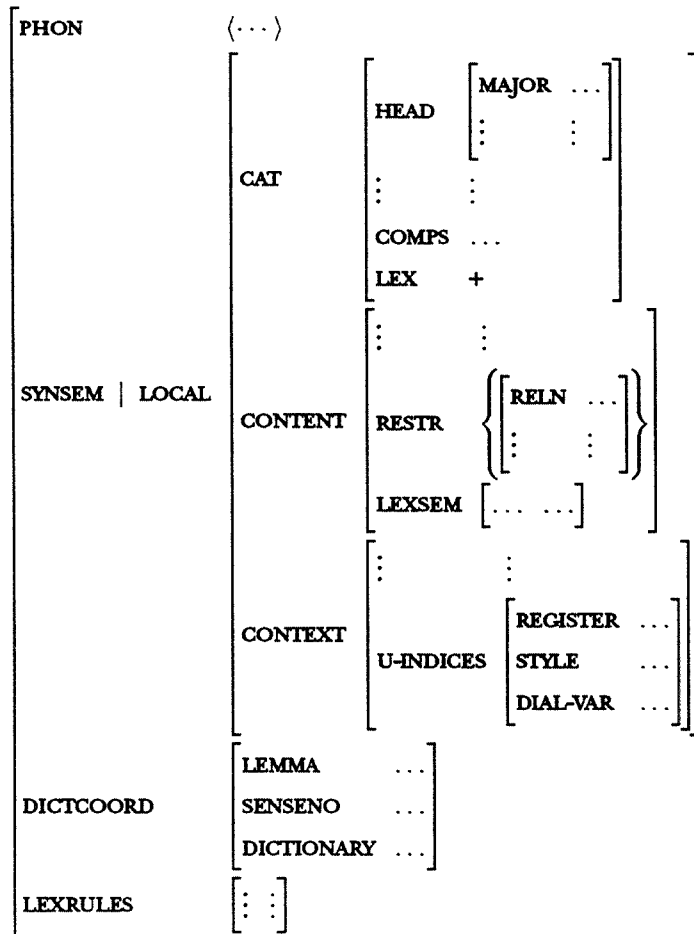 PHON ⟨···⟩
HEAD [MAJOR ...]
⋮ ⋮
CAT
⋮ ⋮
COMPS ...
LEX +
⋮ ⋮
SYNSEM | LOCAL
CONTENT RESTR {[RELN ...]}
⋮ ⋮
LEXSEM [... ...]
⋮ ⋮
CONTEXT
REGISTER ...
U-INDICES STYLE ...
DIAL-VAR ...
LEMMA ...
DICTCOORD SENSENO ...
DICTIONARY ...
LEXRULES [⋮ ⋮]